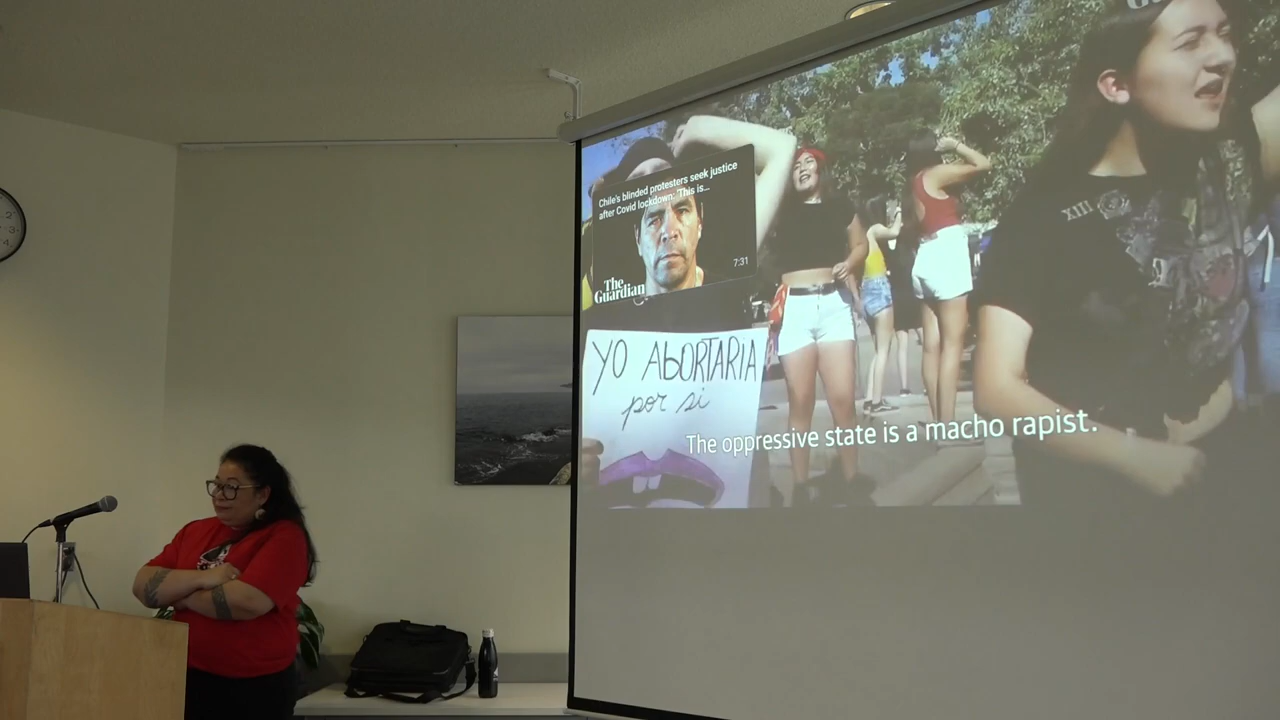 Chile's blinded protesters seek justice
after Covid lockdown: 'This is...
7:31
The
Guardian
YO ABORTARIA
por si
The oppressive state is a macho rapist.
XIII